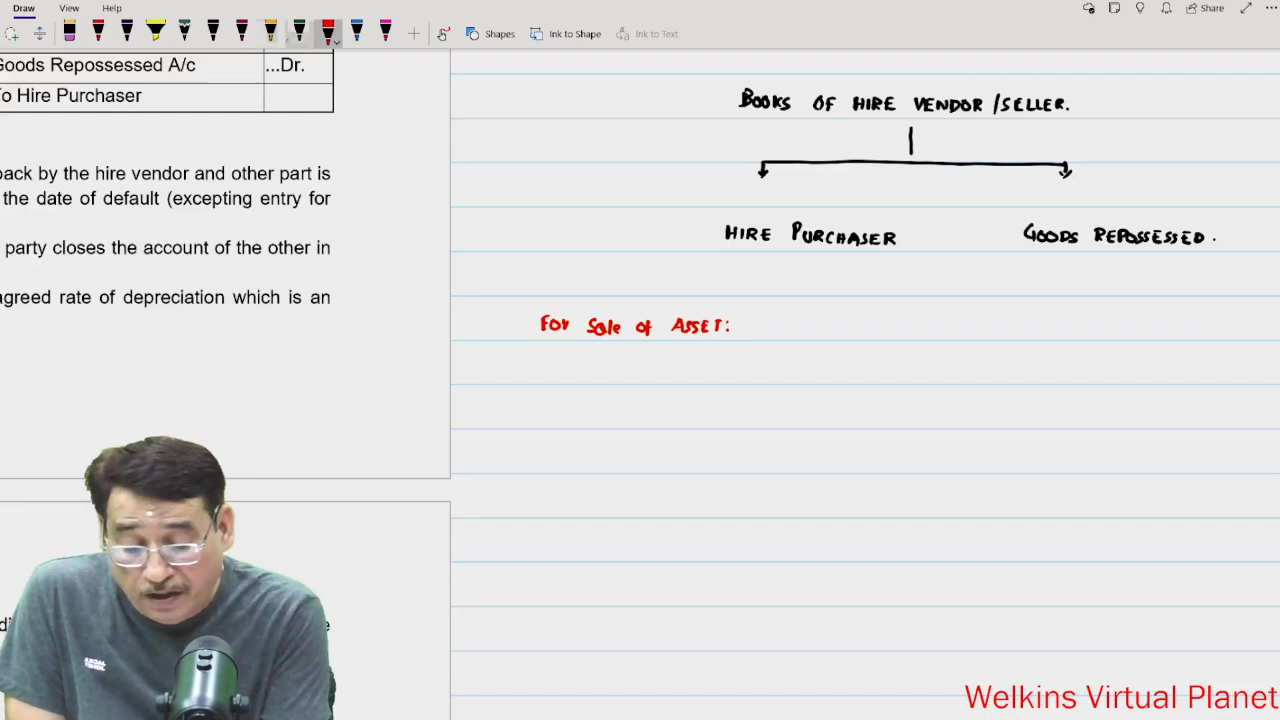 Draw View Help
Shapes Ink to Shape Ink to Text Share
Goods Repossessed A/c ...Dr.
To Hire Purchaser
back by the hire vendor and other part is
the date of default (excepting entry for
party closes the account of the other in
agreed rate of depreciation which is an
BOOKS OF HIRE VENDOR/SELLER.
HIRE PURCHASER GOODS REPOSSESSED.
FOR Sale of ASSET:
Welkins Virtual Planet